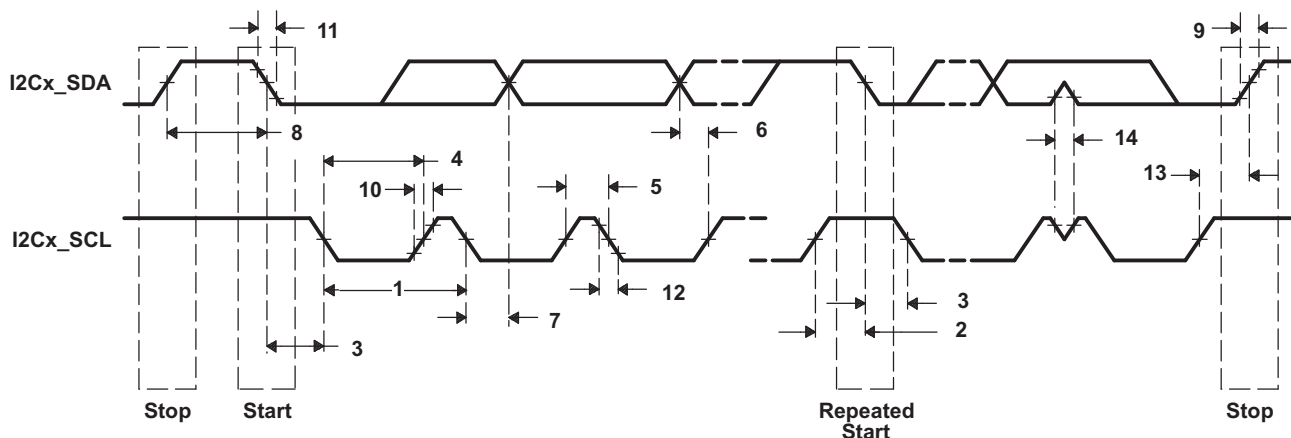 11
9
I2Cx_SDA
8
6
14
4
10
5
13
I2Cx_SCL
1
12
3
7
2
3
Stop
Start
Repeated
Start
Stop